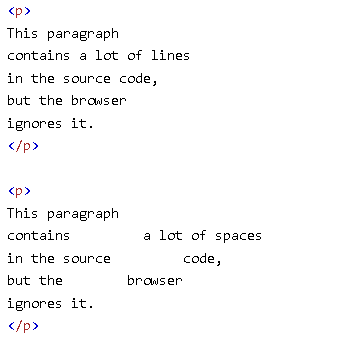 <p>
This paragraph
contains a lot of lines
in the source code,
but the browser
ignores it.
</p>

<p>
This paragraph
contains         a lot of spaces
in the source         code,
but the        browser
ignores it.
</p>